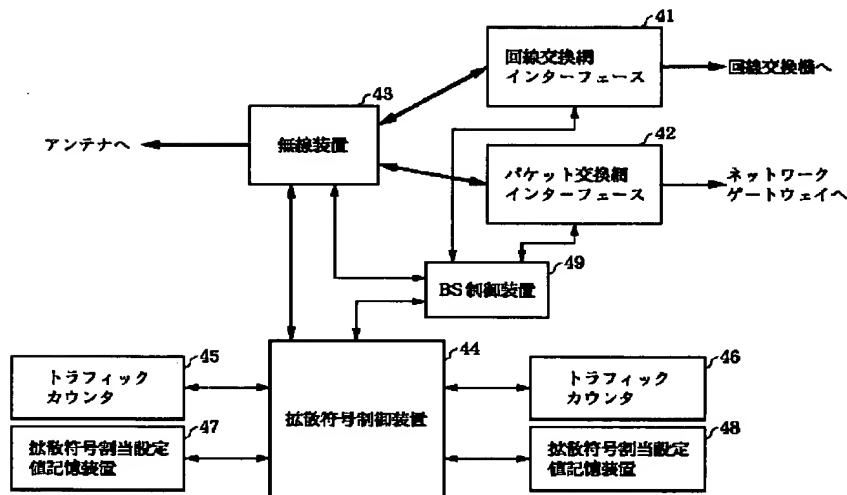 41
回線交換網
インターフェース
回線交換機へ
43
無線装置
アンテナへ
42
パケット交換網
インターフェース
ネットワーク
ゲートウェイへ
49
BS制御装置
45
トラフィック
カウンタ
44
拡散符号制御装置
46
トラフィック
カウンタ
47
拡散符号割当設定
値記憶装置
48
拡散符号割当設定
値記憶装置